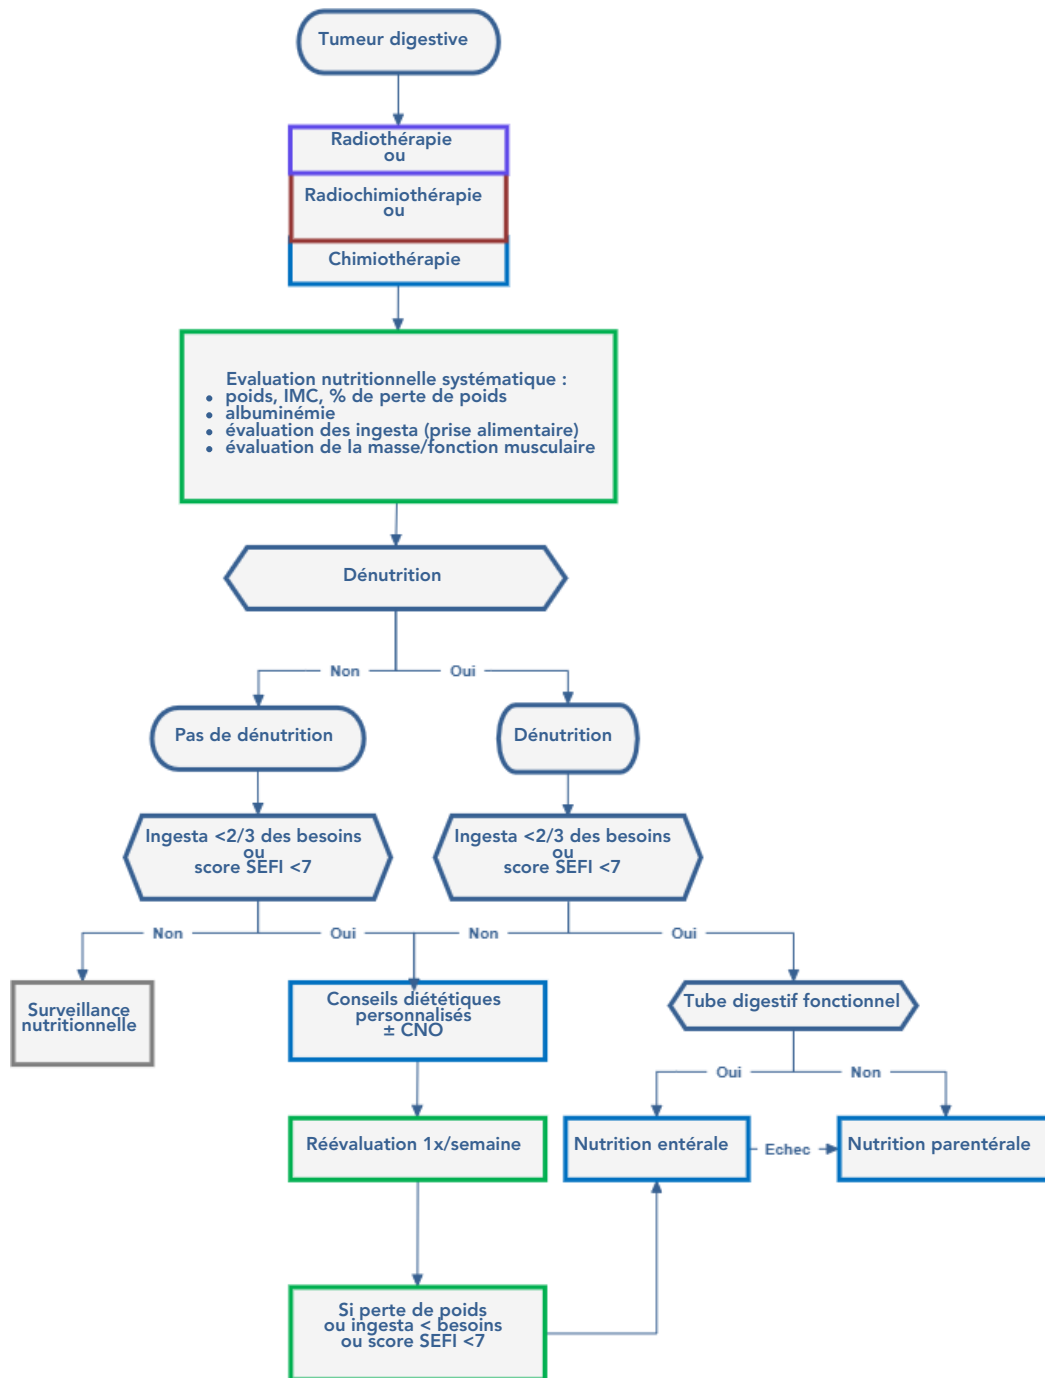 Tumeur digestive
Radiothérapie
ou
Radiochimiothérapie
ou
Chimiothérapie
Evaluation nutritionnelle systématique :
• poids, IMC, % de perte de poids
• albuminémie
• évaluation des ingesta (prise alimentaire)
• évaluation de la masse/fonction musculaire
Dénutrition
Non
Oui
Pas de dénutrition
Dénutrition
Ingesta <2/3 des besoins
ou
score SEFI <7
Ingesta <2/3 des besoins
ou
score SEFI <7
Non
Oui
Non
Oui
Surveillance
nutritionnelle
Conseils diététiques
personnalisés
± CNO
Tube digestif fonctionnel
Oui
Non
Réévaluation 1x/semaine
Nutrition entérale
Echec
Nutrition parentérale
Si perte de poids
ou ingesta < besoins
ou score SEFI <7